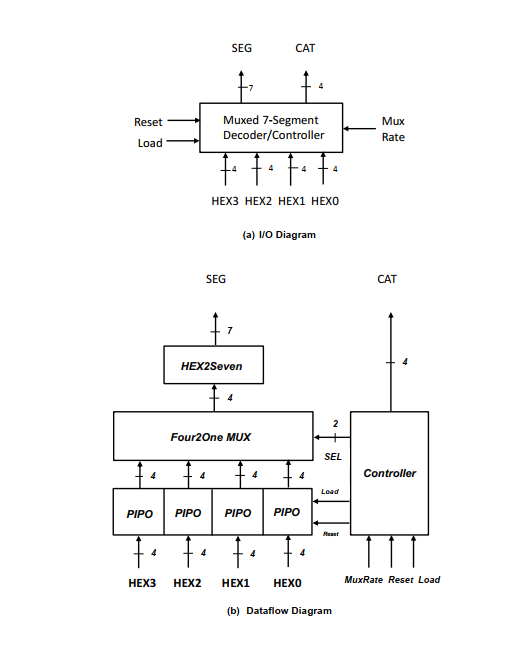 SEG CAT
7 4
Reset
Load
Muxed 7-Segment
Decoder/Controller
Mux
Rate
4 4 4 4
HEX3 HEX2 HEX1 HEX0
(a) I/O Diagram
SEG CAT
7
HEX2Seven
4
4
Four2One MUX
2
SEL
Controller
4 4 4 4
Load
PIPO PIPO PIPO PIPO
Reset
4 4 4 4
HEX3 HEX2 HEX1 HEX0
MuxRate Reset Load
(b) Dataflow Diagram